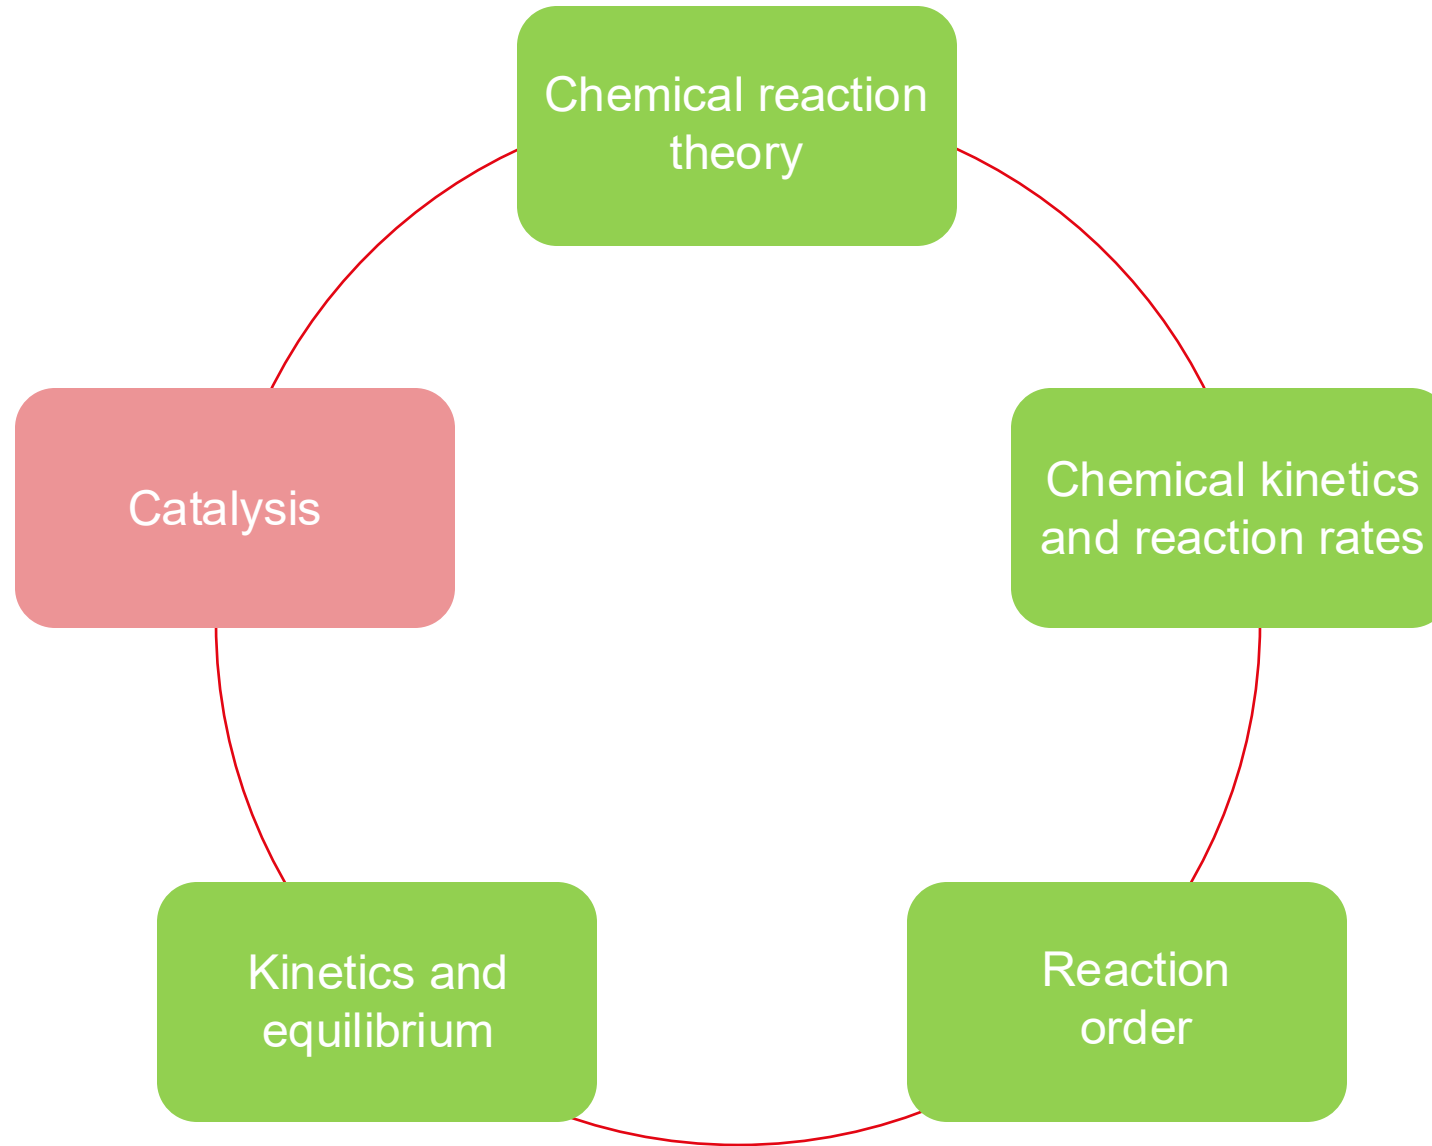 Chemical reaction
theory
Chemical kinetics
and reaction rates
Reaction
order
Kinetics and
equilibrium
Catalysis